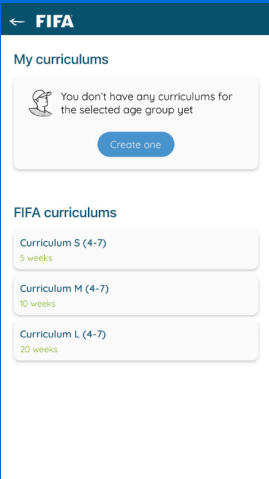 FIFA
My curriculums
You don't have any curriculums for
the selected age group yet
Create one
FIFA curriculums
Curriculum S (4-7)
5 weeks
Curriculum M (4-7)
10 weeks
Curriculum L (4-7)
20 weeks